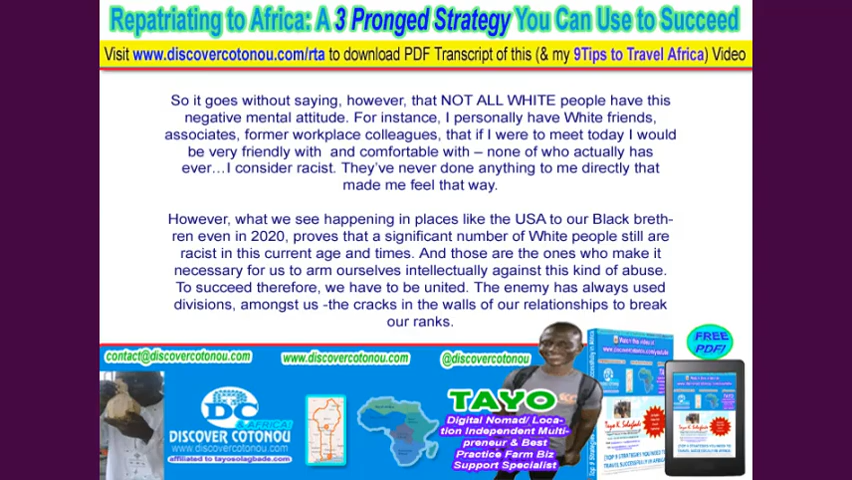 Repatriating to Africa: A 3 Pronged Strategy You Can Use to Succeed
Visit www.discovercotonou.com/rta to download PDF Transcript of this (& my 9Tips to Travel Africa) Video
So it goes without saying, however, that NOT ALL WHITE people have this
negative mental attitude. For instance, I personally have White friends,
associates, former workplace colleagues, that if I were to meet today I would
be very friendly with and comfortable with – none of who actually has
ever…I consider racist. They've never done anything to me directly that
made me feel that way.
However, what we see happening in places like the USA to our Black breth-
ren even in 2020, proves that a significant number of White people still are
racist in this current age and times. And those are the ones who make it
necessary for us to arm ourselves intellectually against this kind of abuse.
To succeed therefore, we have to be united. The enemy has always used
divisions, amongst us -the cracks in the walls of our relationships to break
our ranks.
contact@discovercotonou.com
www.discovercotonou.com
@discovercotonou
FREE
PDF!
DC
& AFRICA!
DISCOVER COTONOU
www.discovercotonou.com
affiliated to tayosolagbade.com
TAYO
Digital Nomad/ Loca-
tion Independent Multi-
preneur & Best
Practice Farm Biz
Support Specialist